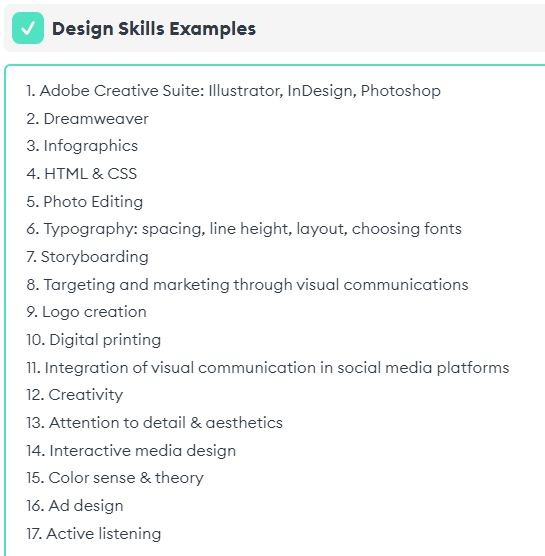 Design Skills Examples
1. Adobe Creative Suite: Illustrator, InDesign, Photoshop
2. Dreamweaver
3. Infographics
4. HTML & CSS
5. Photo Editing
6. Typography: spacing, line height, layout, choosing fonts
7. Storyboarding
8. Targeting and marketing through visual communications
9. Logo creation
10. Digital printing
11. Integration of visual communication in social media platforms
12. Creativity
13. Attention to detail & aesthetics
14. Interactive media design
15. Color sense & theory
16. Ad design
17. Active listening